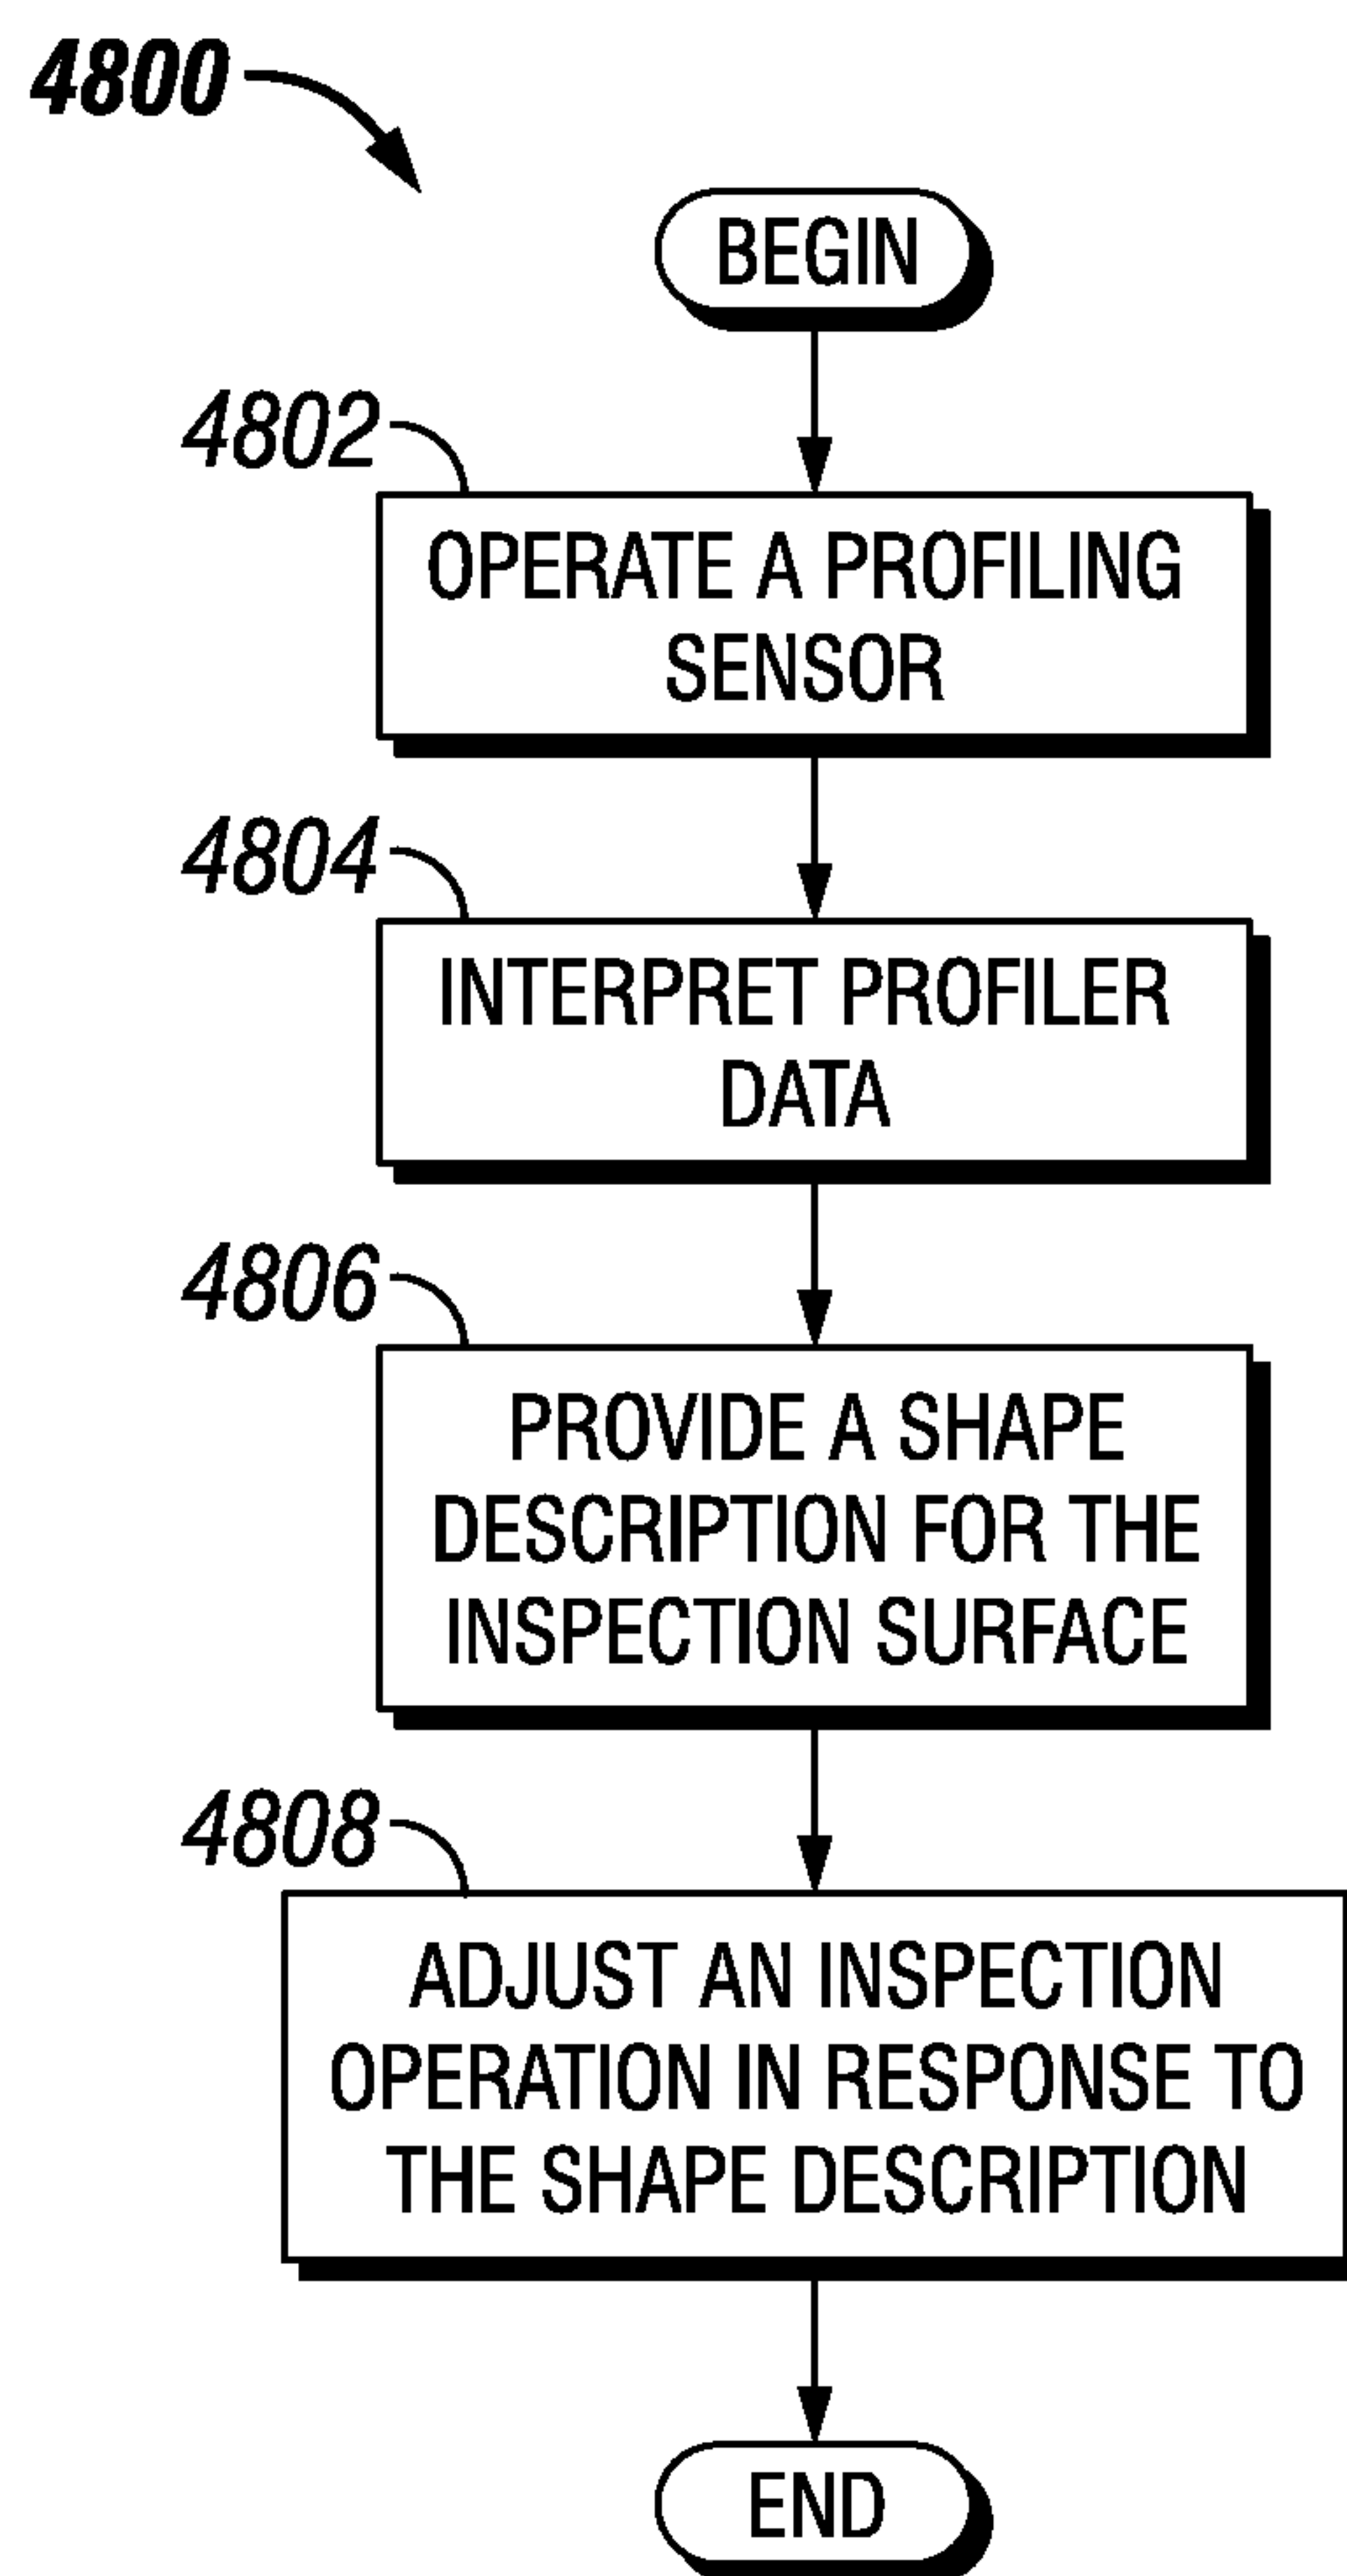 4800
BEGIN
4802
OPERATE A PROFILING
SENSOR
4804
INTERPRET PROFILER
DATA
4806
PROVIDE A SHAPE
DESCRIPTION FOR THE
INSPECTION SURFACE
4808
ADJUST AN INSPECTION
OPERATION IN RESPONSE TO
THE SHAPE DESCRIPTION
END